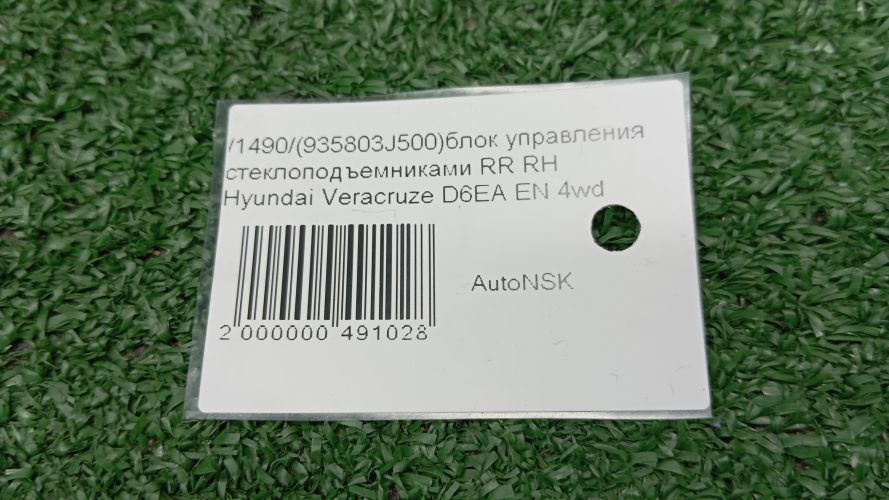 /1490/(935803J500)блок управления
стеклоподъемниками RR RH
Hyundai Veracruze D6EA EN 4wd
AutoNSK
2 000000 491028